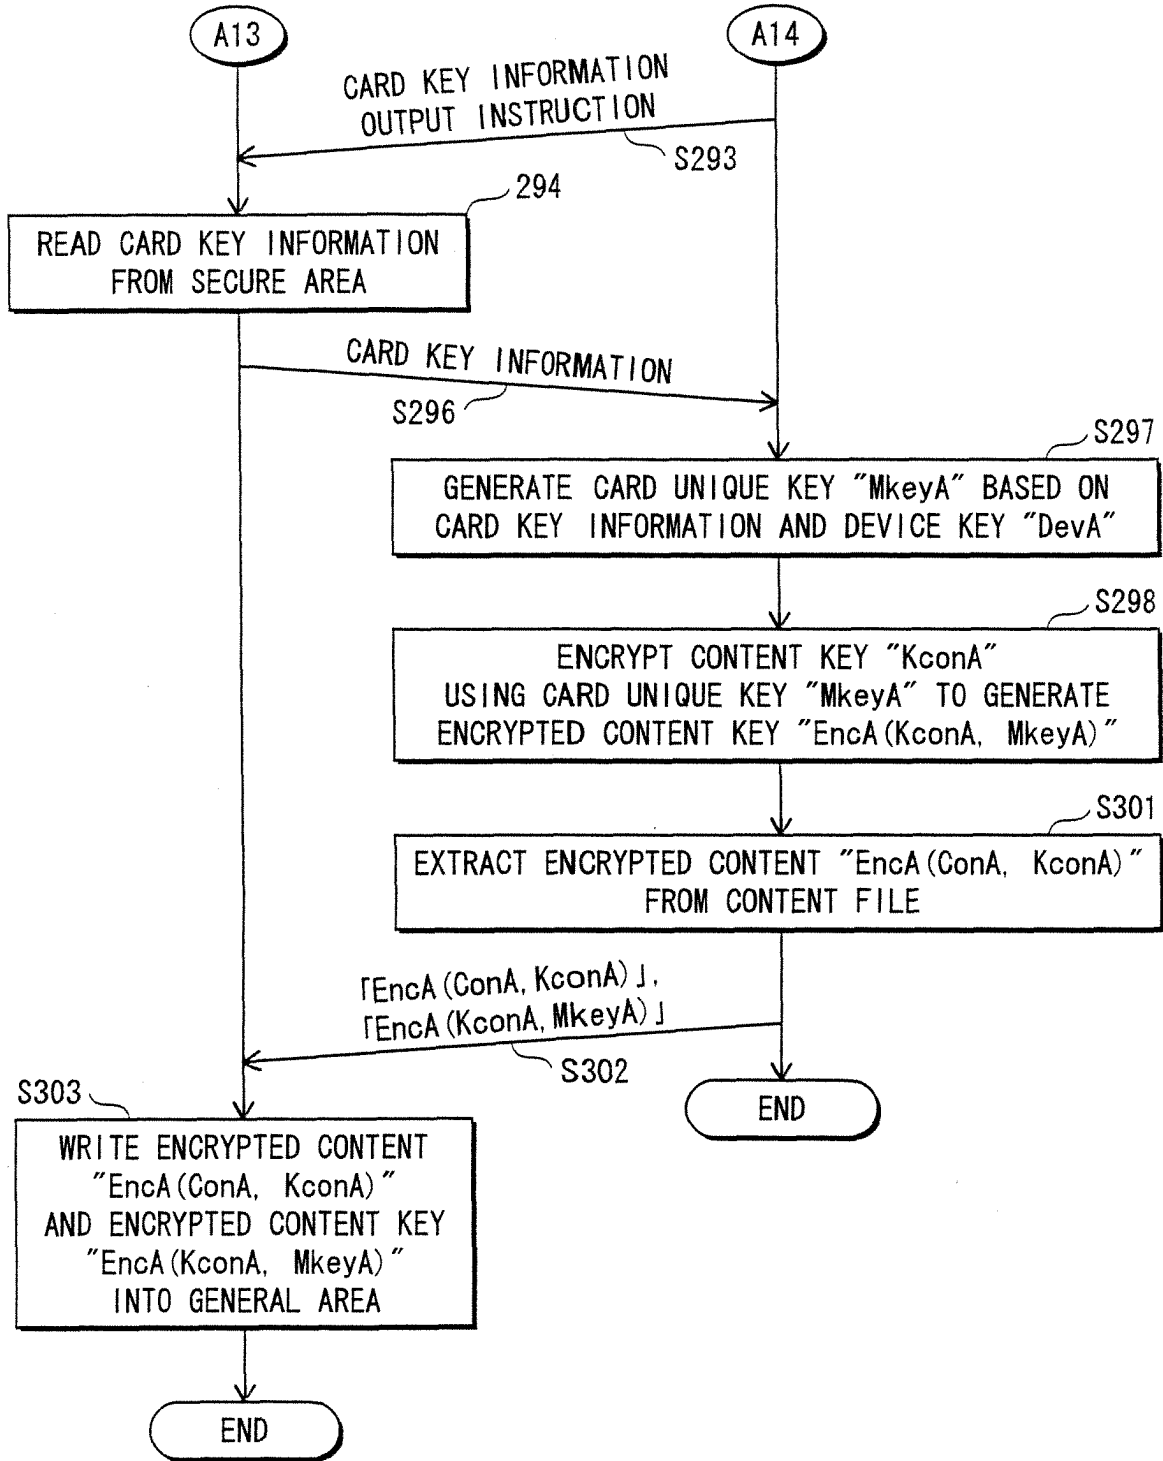 A13
A14
CARD KEY INFORMATION
OUTPUT INSTRUCTION
S293
294
READ CARD KEY INFORMATION
FROM SECURE AREA
CARD KEY INFORMATION
S296
S297
GENERATE CARD UNIQUE KEY "MkeyA" BASED ON
CARD KEY INFORMATION AND DEVICE KEY "DevA"
S298
ENCRYPT CONTENT KEY "KconA"
USING CARD UNIQUE KEY "MkeyA" TO GENERATE
ENCRYPTED CONTENT KEY "EncA(KconA, MkeyA)"
S301
EXTRACT ENCRYPTED CONTENT "EncA(ConA, KconA)"
FROM CONTENT FILE
「EncA(ConA, KconA)」,
「EncA(KconA, MkeyA)」
S302
END
S303
WRITE ENCRYPTED CONTENT
"EncA(ConA, KconA)"
AND ENCRYPTED CONTENT KEY
"EncA(KconA, MkeyA)"
INTO GENERAL AREA
END